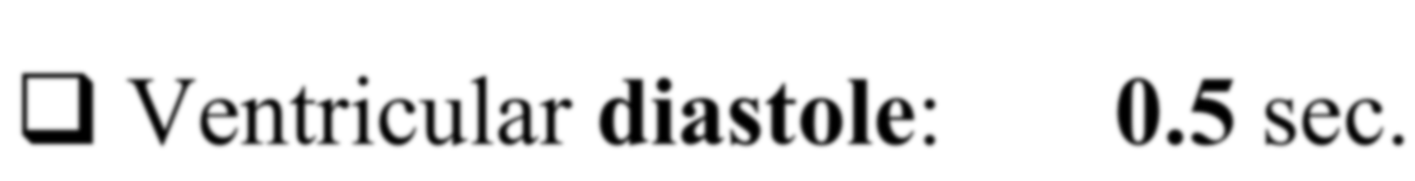 ❑ Ventricular diastole: 0.5 sec.